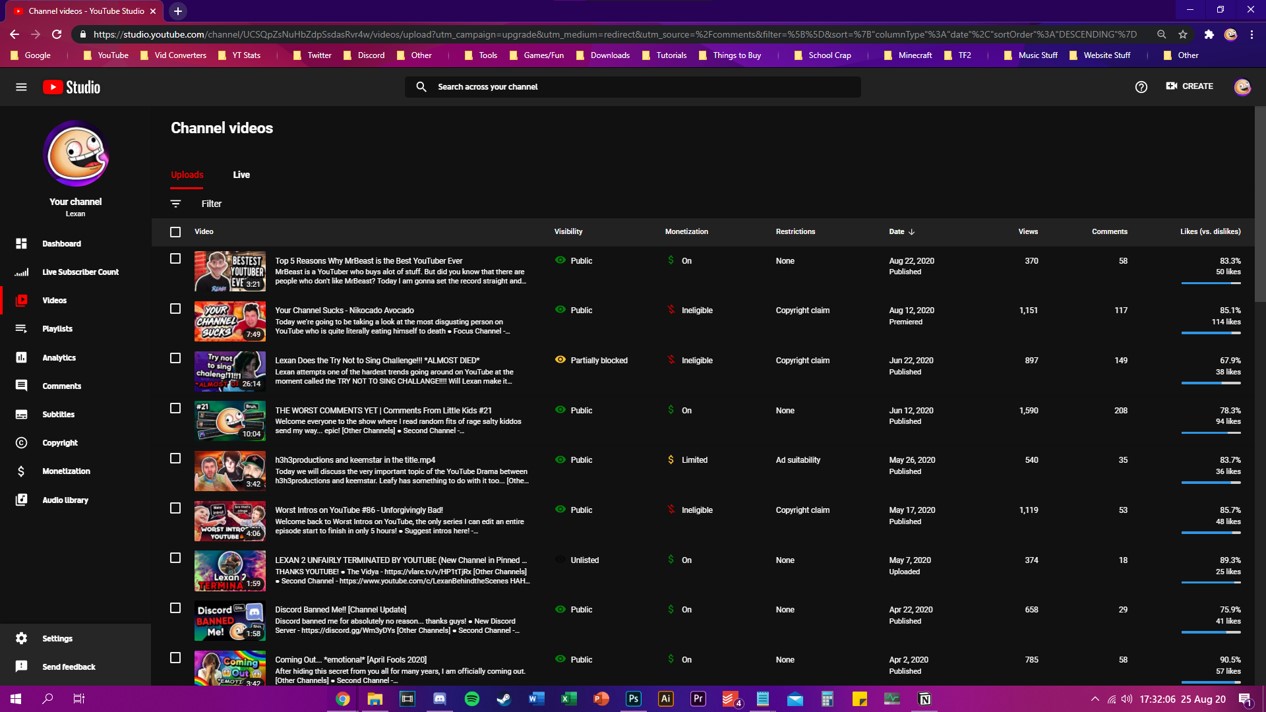 Channel videos - YouTube Studio
https://studio.youtube.com/channel/UCSQpZsNuHbZdpSsdasRvr4w/videos/upload?utm_campaign=upgrade&utm_medium=redirect&utm_source=%2Fcomments&filter=%5B%5D&sort=%7B"columnType"%3A"date"%2C"sortOrder"%3A"DESCENDING"%7D
Google YouTube Vid Converters YT Stats Twitter Discord Other Tools Games/Fun Downloads Tutorials Things to Buy School Crap Minecraft TF2 Music Stuff Website Stuff Other
Studio
Search across your channel
CREATE
Your channel
Lexan
Dashboard
Live Subscriber Count
Videos
Playlists
Analytics
Comments
Subtitles
Copyright
Monetization
Audio library
Settings
Send feedback
Channel videos
Uploads Live
Filter
Video Visibility Monetization Restrictions Date Views Comments Likes (vs. dislikes)
BESTEST YOUTUBER EVER
3:21
Top 5 Reasons Why MrBeast is the Best YouTuber Ever
MrBeast is a YouTuber who buys alot of stuff. But did you know that there are
people who don't like MrBeast? Today I am gonna set the record straight and...
Public On None Aug 22, 2020 370 58 83.3%
Published 50 likes
YOUR CHANNEL SUCKS
7:49
Your Channel Sucks - Nikocado Avocado
Today we're going to be taking a look at the most disgusting person on
YouTube who is quite literally eating himself to death ● Focus Channel -...
Public Ineligible Copyright claim Aug 12, 2020 1,151 117 85.1%
Premiered 114 likes
Try not to sing
26:14
Lexan Does the Try Not to Sing Challenge!!! *ALMOST DIED*
Lexan attempts one of the hardest trends going around on YouTube at the
moment called the TRY NOT TO SING CHALLANGE!!!! Will Lexan make it...
Partially blocked Ineligible Copyright claim Jun 22, 2020 897 149 67.9%
Published 38 likes
#21
10:04
THE WORST COMMENTS YET | Comments From Little Kids #21
Welcome everyone to the show where I read random fits of rage salty kiddos
send my way... epic! [Other Channels] ● Second Channel -...
Public On None Jun 12, 2020 1,590 208 78.3%
Published 94 likes
3:42
h3h3productions and keemstar in the title.mp4
Today we will discuss the very important topic of the YouTube Drama between
h3h3productions and keemstar. Leafy has something to do with it too... [Othe...
Public Limited Ad suitability May 26, 2020 540 35 83.7%
Published 36 likes
WORST INTROS YOUTUBE
4:06
Worst Intros on YouTube #86 - Unforgivingly Bad!
Welcome back to Worst Intros on YouTube, the only series I can edit an entire
episode start to finish in only 5 hours! ● Suggest intros here! -...
Public Ineligible Copyright claim May 17, 2020 1,119 53 85.7%
Published 48 likes
Lexan 2
1:59
LEXAN 2 UNFAIRLY TERMINATED BY YOUTUBE (New Channel in Pinned ...
THANKS YOUTUBE! ● The Vidya - https://vlare.tv/v/HP1tTjRx [Other Channels]
● Second Channel - https://www.youtube.com/c/LexanBehindtheScenes HAH...
Unlisted On None May 7, 2020 374 18 89.3%
Uploaded 25 likes
Discord BANNED Me!
1:58
Discord Banned Me!! [Channel Update]
Discord banned me for absolutely no reason... thanks guys! ● New Discord
Server - https://discord.gg/Wm3yDYs [Other Channels] ● Second Channel -...
Public On None Apr 22, 2020 658 29 75.9%
Published 41 likes
Coming Out
3:42
Coming Out... *emotional* [April Fools 2020]
After hiding this secret from you all for many years, I am officially coming out.
[Other Channels] ● Second Channel -...
Public On None Apr 2, 2020 785 58 90.5%
Published 57 likes
4
17:32:06 25 Aug 20
1